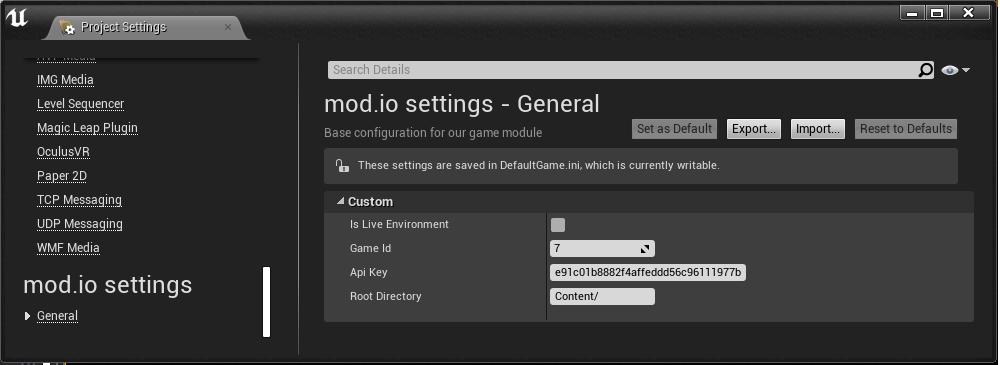 Project Settings
IMG Media
Level Sequencer
Magic Leap Plugin
OculusVR
Paper 2D
TCP Messaging
UDP Messaging
WMF Media
mod.io settings
General
Search Details
mod.io settings - General
Base configuration for our game module
Set as Default
Export...
Import...
Reset to Defaults
These settings are saved in DefaultGame.ini, which is currently writable.
Custom
Is Live Environment
Game Id
7
Api Key
e91c01b8882f4affeddd56c96111977b
Root Directory
Content/